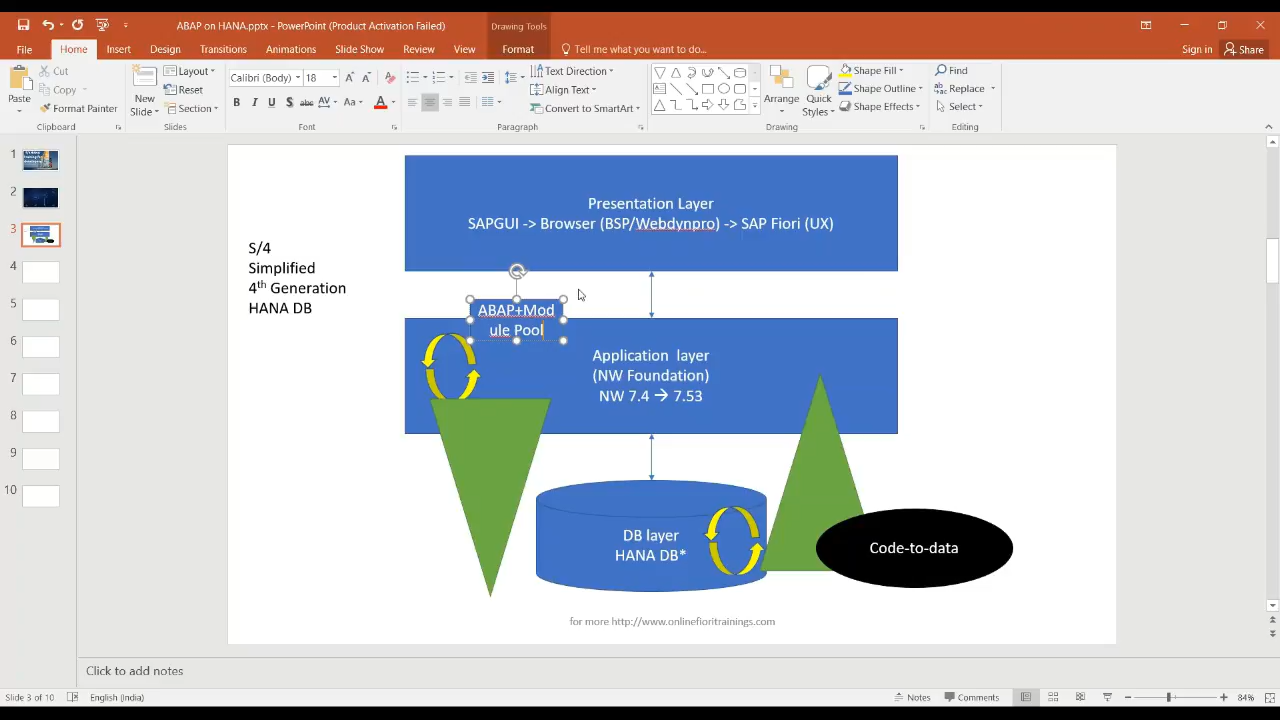 ABAP on HANA.pptx - PowerPoint (Product Activation Failed)
Drawing Tools
File
Home
Insert
Design
Transitions
Animations
Slide Show
Review
View
Format
Tell me what you want to do...
Sign in
Share
Paste
Cut
Copy
Format Painter
Clipboard
New Slide
Layout
Reset
Section
Slides
Calibri (Body)
18
B I U S abc AV Aa A
Font
Text Direction
Align Text
Convert to SmartArt
Paragraph
Arrange
Quick Styles
Shape Fill
Shape Outline
Shape Effects
Drawing
Find
Replace
Select
Editing
1
2
3
4
5
6
7
8
9
10
Presentation Layer
SAPGUI -> Browser (BSP/Webdynpro) -> SAP Fiori (UX)
S/4
Simplified
4th Generation
HANA DB
ABAP+Mod
ule Pool
Application layer
(NW Foundation)
NW 7.4 → 7.53
DB layer
HANA DB*
Code-to-data
for more http://www.onlinefioritrainings.com
Click to add notes
Slide 3 of 10
English (India)
Notes
Comments
84%